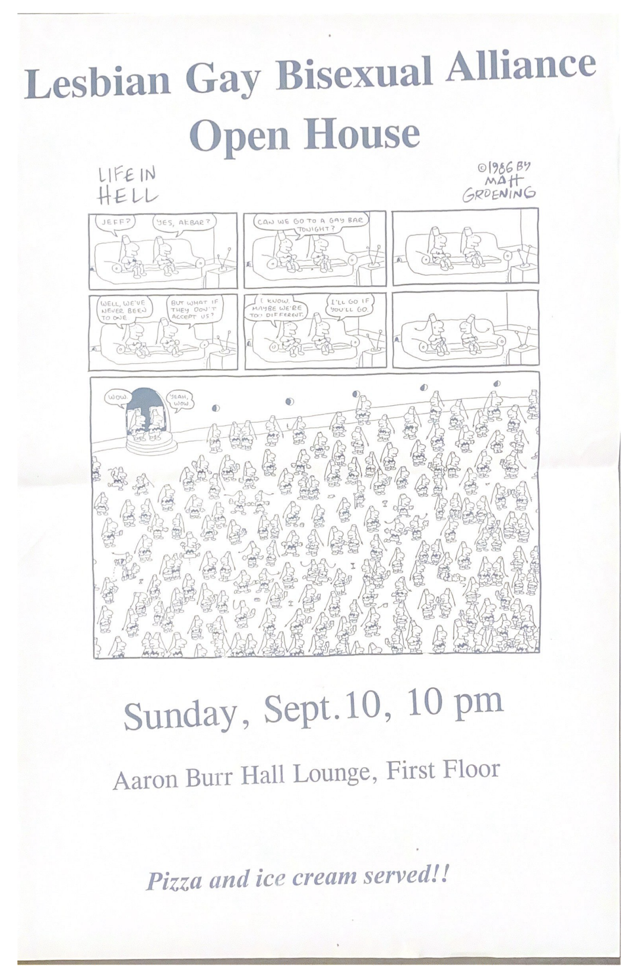 Lesbian Gay Bisexual Alliance
Open House
LIFE IN
HELL
©1986 BY
MATT
GROENING
JEFF?
YES, AKBAR?
CAN WE GO TO A GAY BAR
TONIGHT?
WELL, WE'VE
NEVER BEEN
TO ONE.
BUT WHAT IF
THEY DON'T
ACCEPT US?
I KNOW.
MAYBE WE'RE
TOO DIFFERENT.
I'LL GO IF
YOU'LL GO.
WOW.
YEAH,
WOW.
Sunday, Sept.10, 10 pm
Aaron Burr Hall Lounge, First Floor
Pizza and ice cream served!!